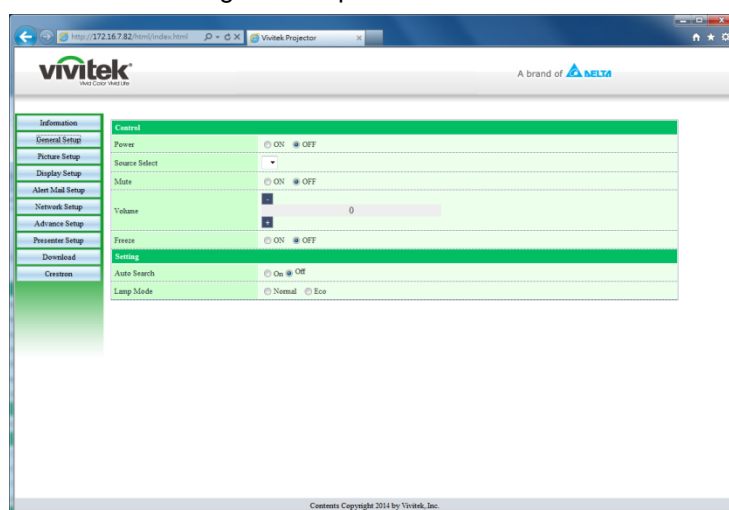 http://172.16.7.82/html/index.html Vivitek Projector
vivitek
Vivid Color Vivid Life
A brand of DELTA
Information
General Setup
Picture Setup
Display Setup
Alert Mail Setup
Network Setup
Advance Setup
Presenter Setup
Download
Crestron
Control
Power ON OFF
Source Select
Mute ON OFF
-
Volume 0
+
Freeze ON OFF
Setting
Auto Search On Off
Lamp Mode Normal Eco
Contents Copyright 2014 by Vivitek,.Inc.